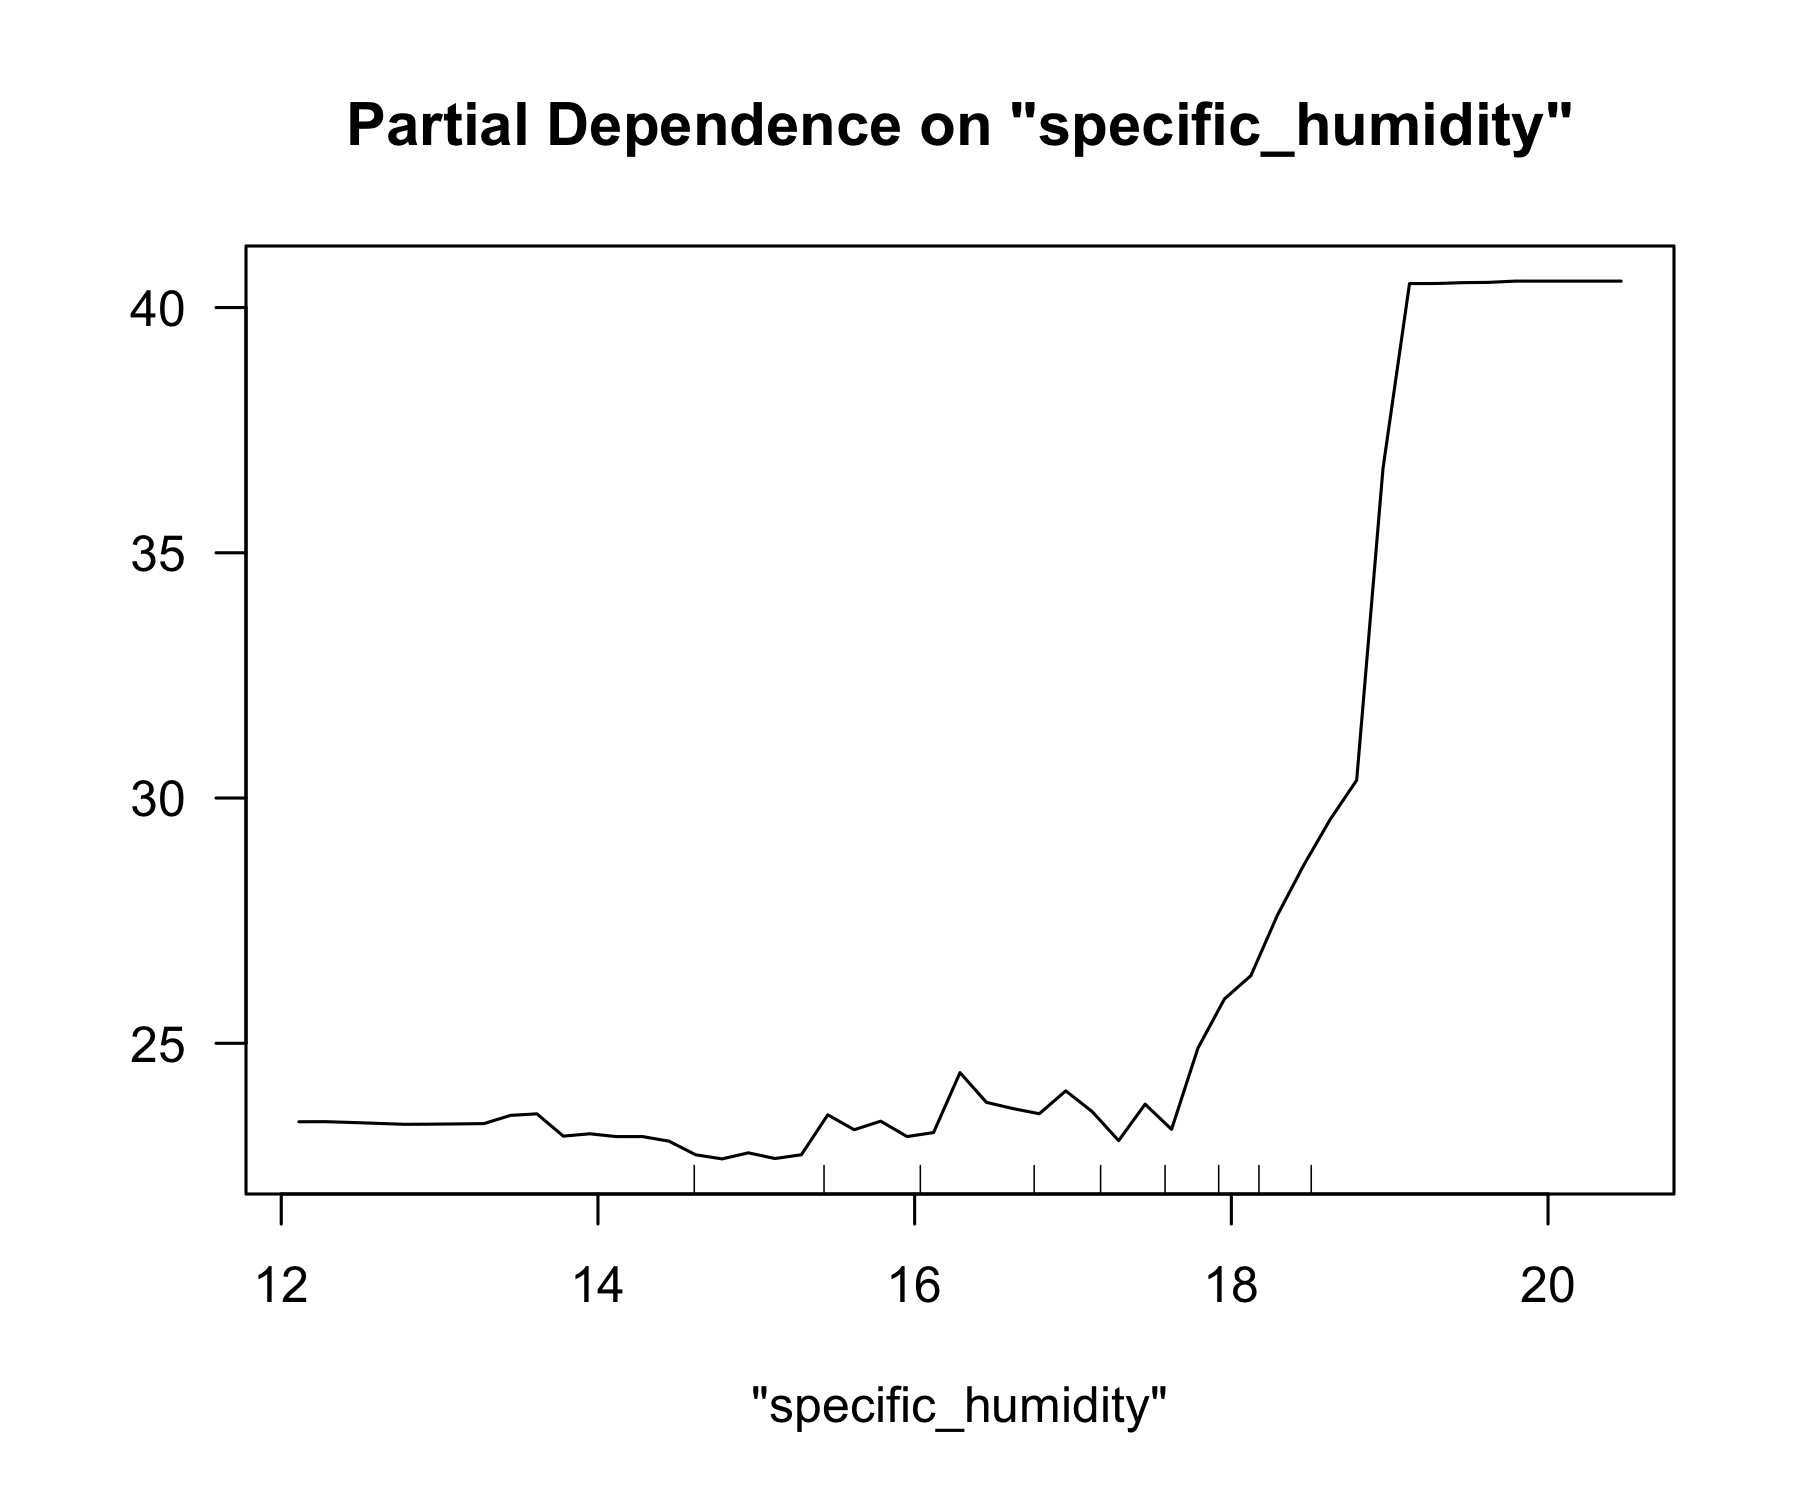 Partial Dependence on "specific_humidity"
40
35
30
25
12 14 16 18 20
"specific_humidity"